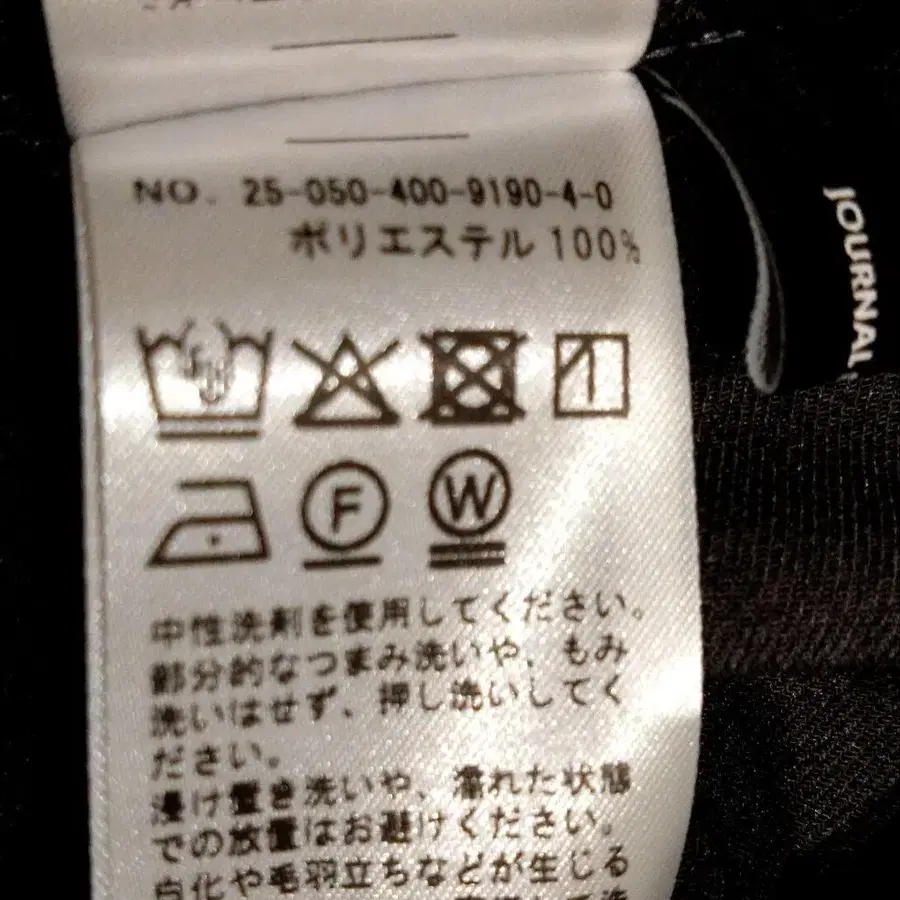 NO. 25-050-400-9190-4-0
ポリエステル 100%
F
W
中性洗剤を使用してください。
部分的なつまみ洗いや、もみ
洗いはせず、押し洗いしてく
ださい。
浸け置き洗いや、濡れた状態
での放置はお避けください。
白化や毛羽立ちなどが生じる
JOURNAL